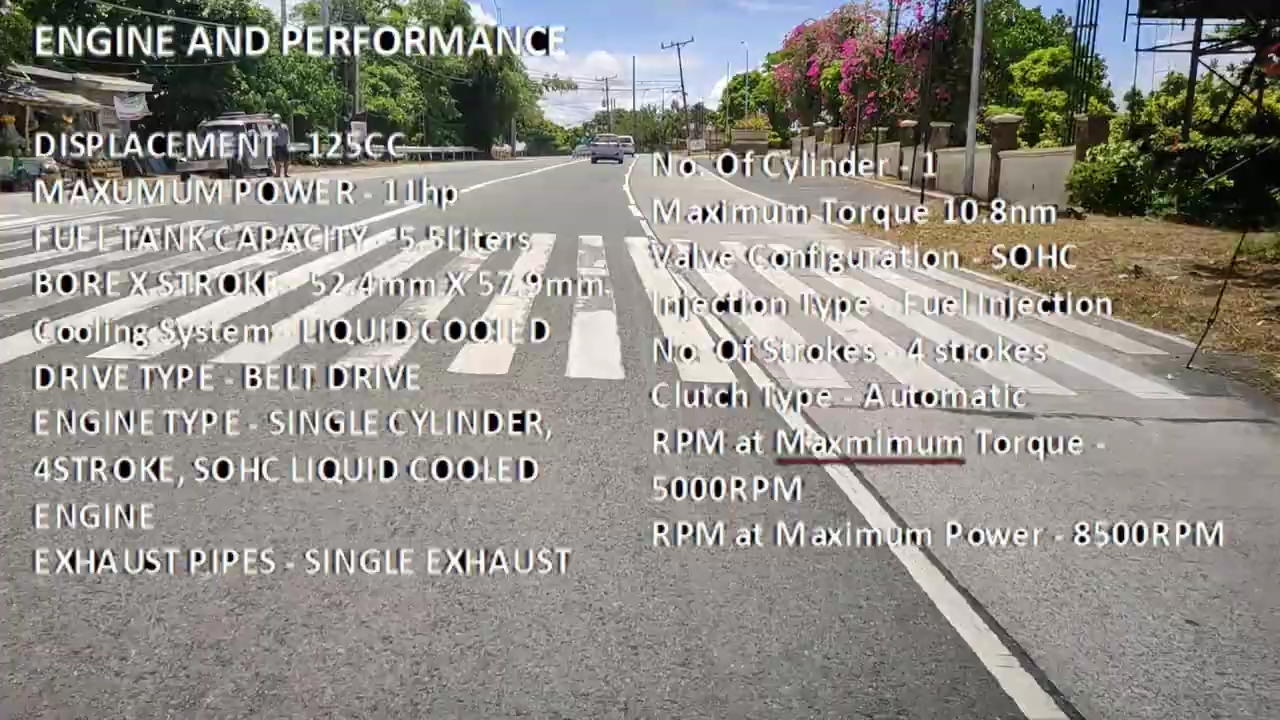 ENGINE AND PERFORMANCE
DISPLACEMENT - 125CC
MAXUMUM POWER - 11hp
FUEL TANK CAPACITY - 5.5Liters
BORE X STROKE - 52.4mm X 57.9mm
Cooling System - LIQUID COOLED
DRIVE TYPE - BELT DRIVE
ENGINE TYPE - SINGLE CYLINDER,
4STROKE, SOHC LIQUID COOLED
ENGINE
EXHAUST PIPES - SINGLE EXHAUST
No. Of Cylinder - 1
Maximum Torque 10.8nm
Valve Configuration - SOHC
Injection Type - Fuel Injection
No. Of Strokes - 4 strokes
Clutch Type - Automatic
RPM at Maxmimum Torque -
5000RPM
RPM at Maximum Power - 8500RPM